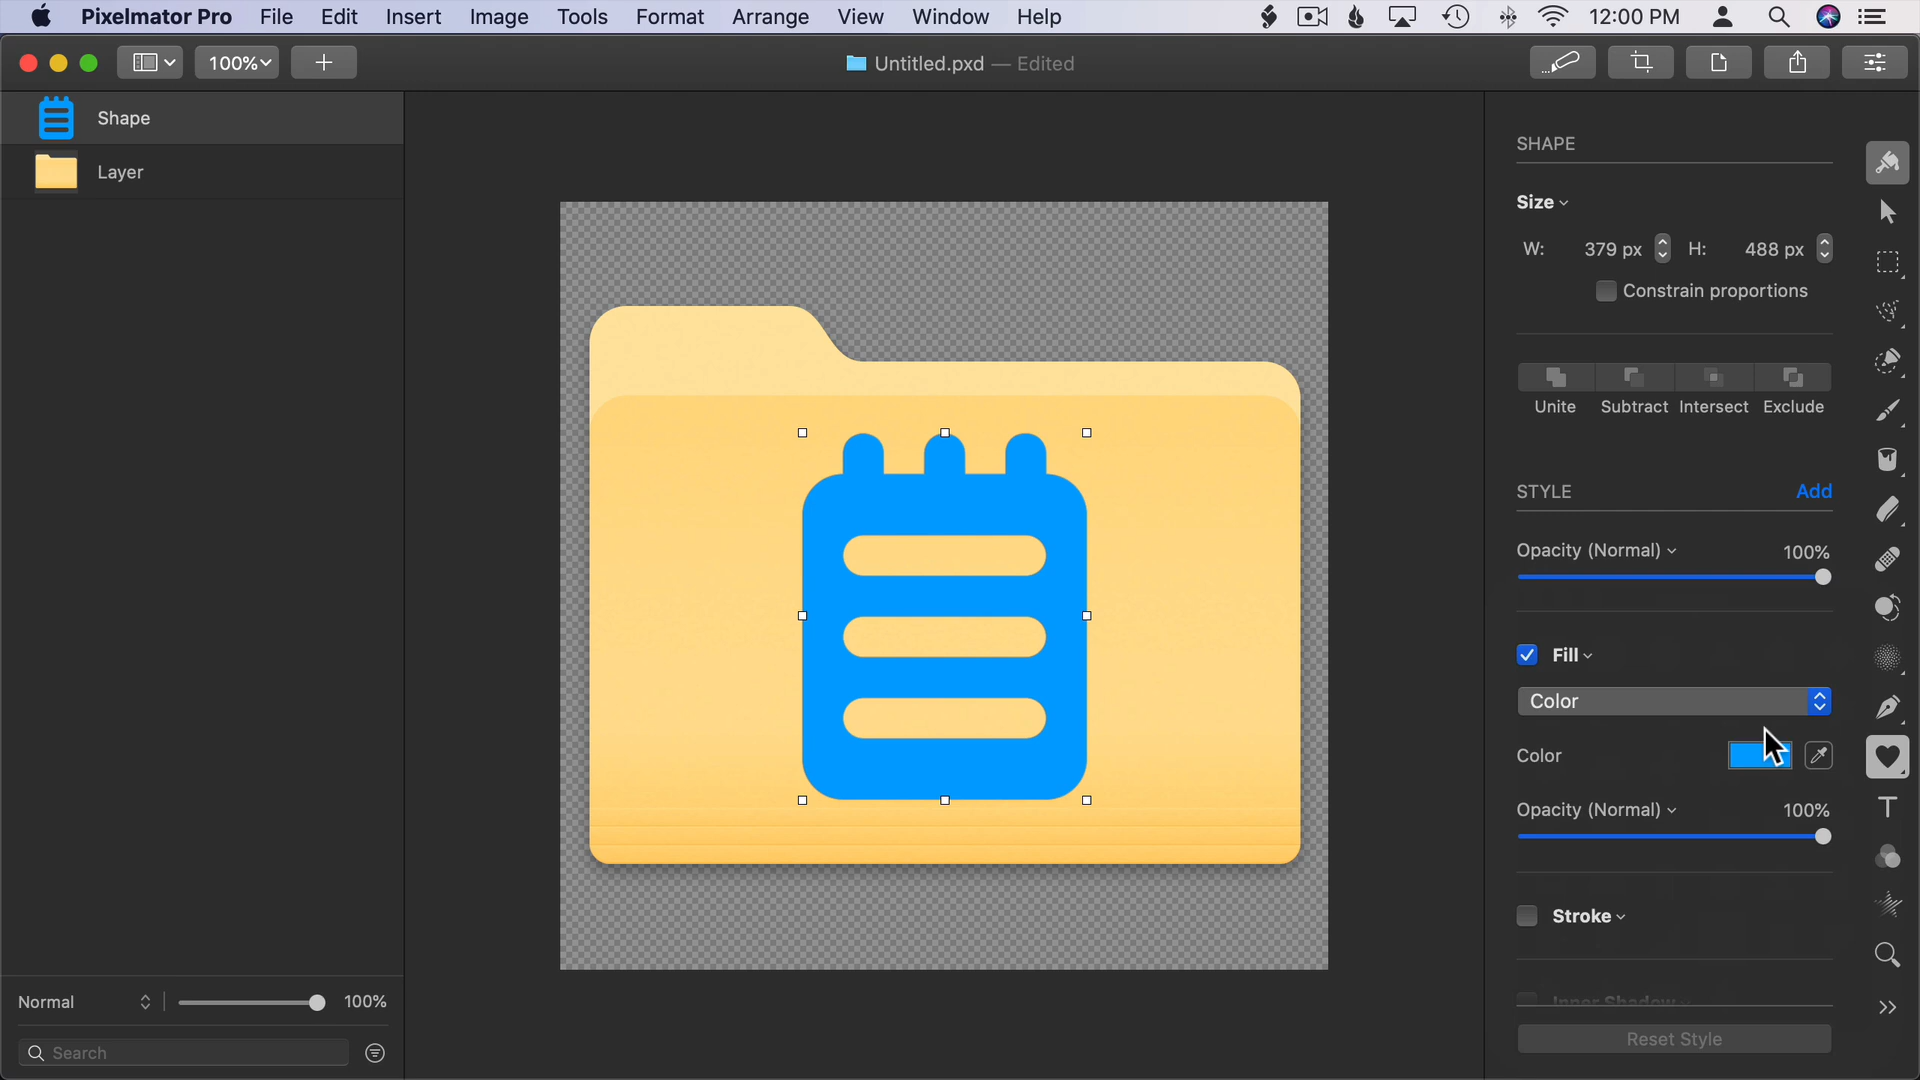 Pixelmator Pro File Edit Insert Image Tools Format Arrange View Window Help 12:00 PM
100% Untitled.pxd — Edited
Shape
Layer
SHAPE
Size
W: 379 px H: 488 px
Constrain proportions
Unite Subtract Intersect Exclude
STYLE Add
Opacity (Normal) 100%
Fill
Color
Color
Opacity (Normal) 100%
Stroke
Inner Shadow
Reset Style
Normal 100%
Search